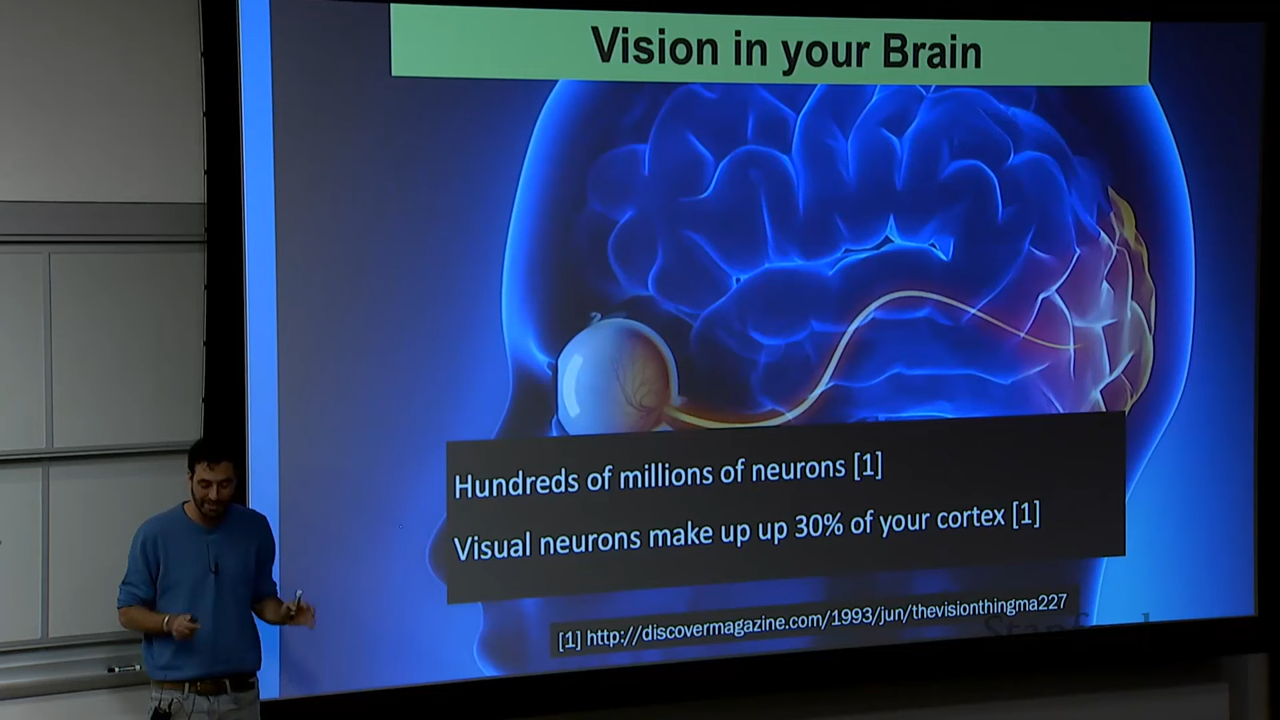 Vision in your Brain
Hundreds of millions of neurons [1]
Visual neurons make up up 30% of your cortex [1]
[1] http://discovermagazine.com/1993/jun/thevisionthingma227